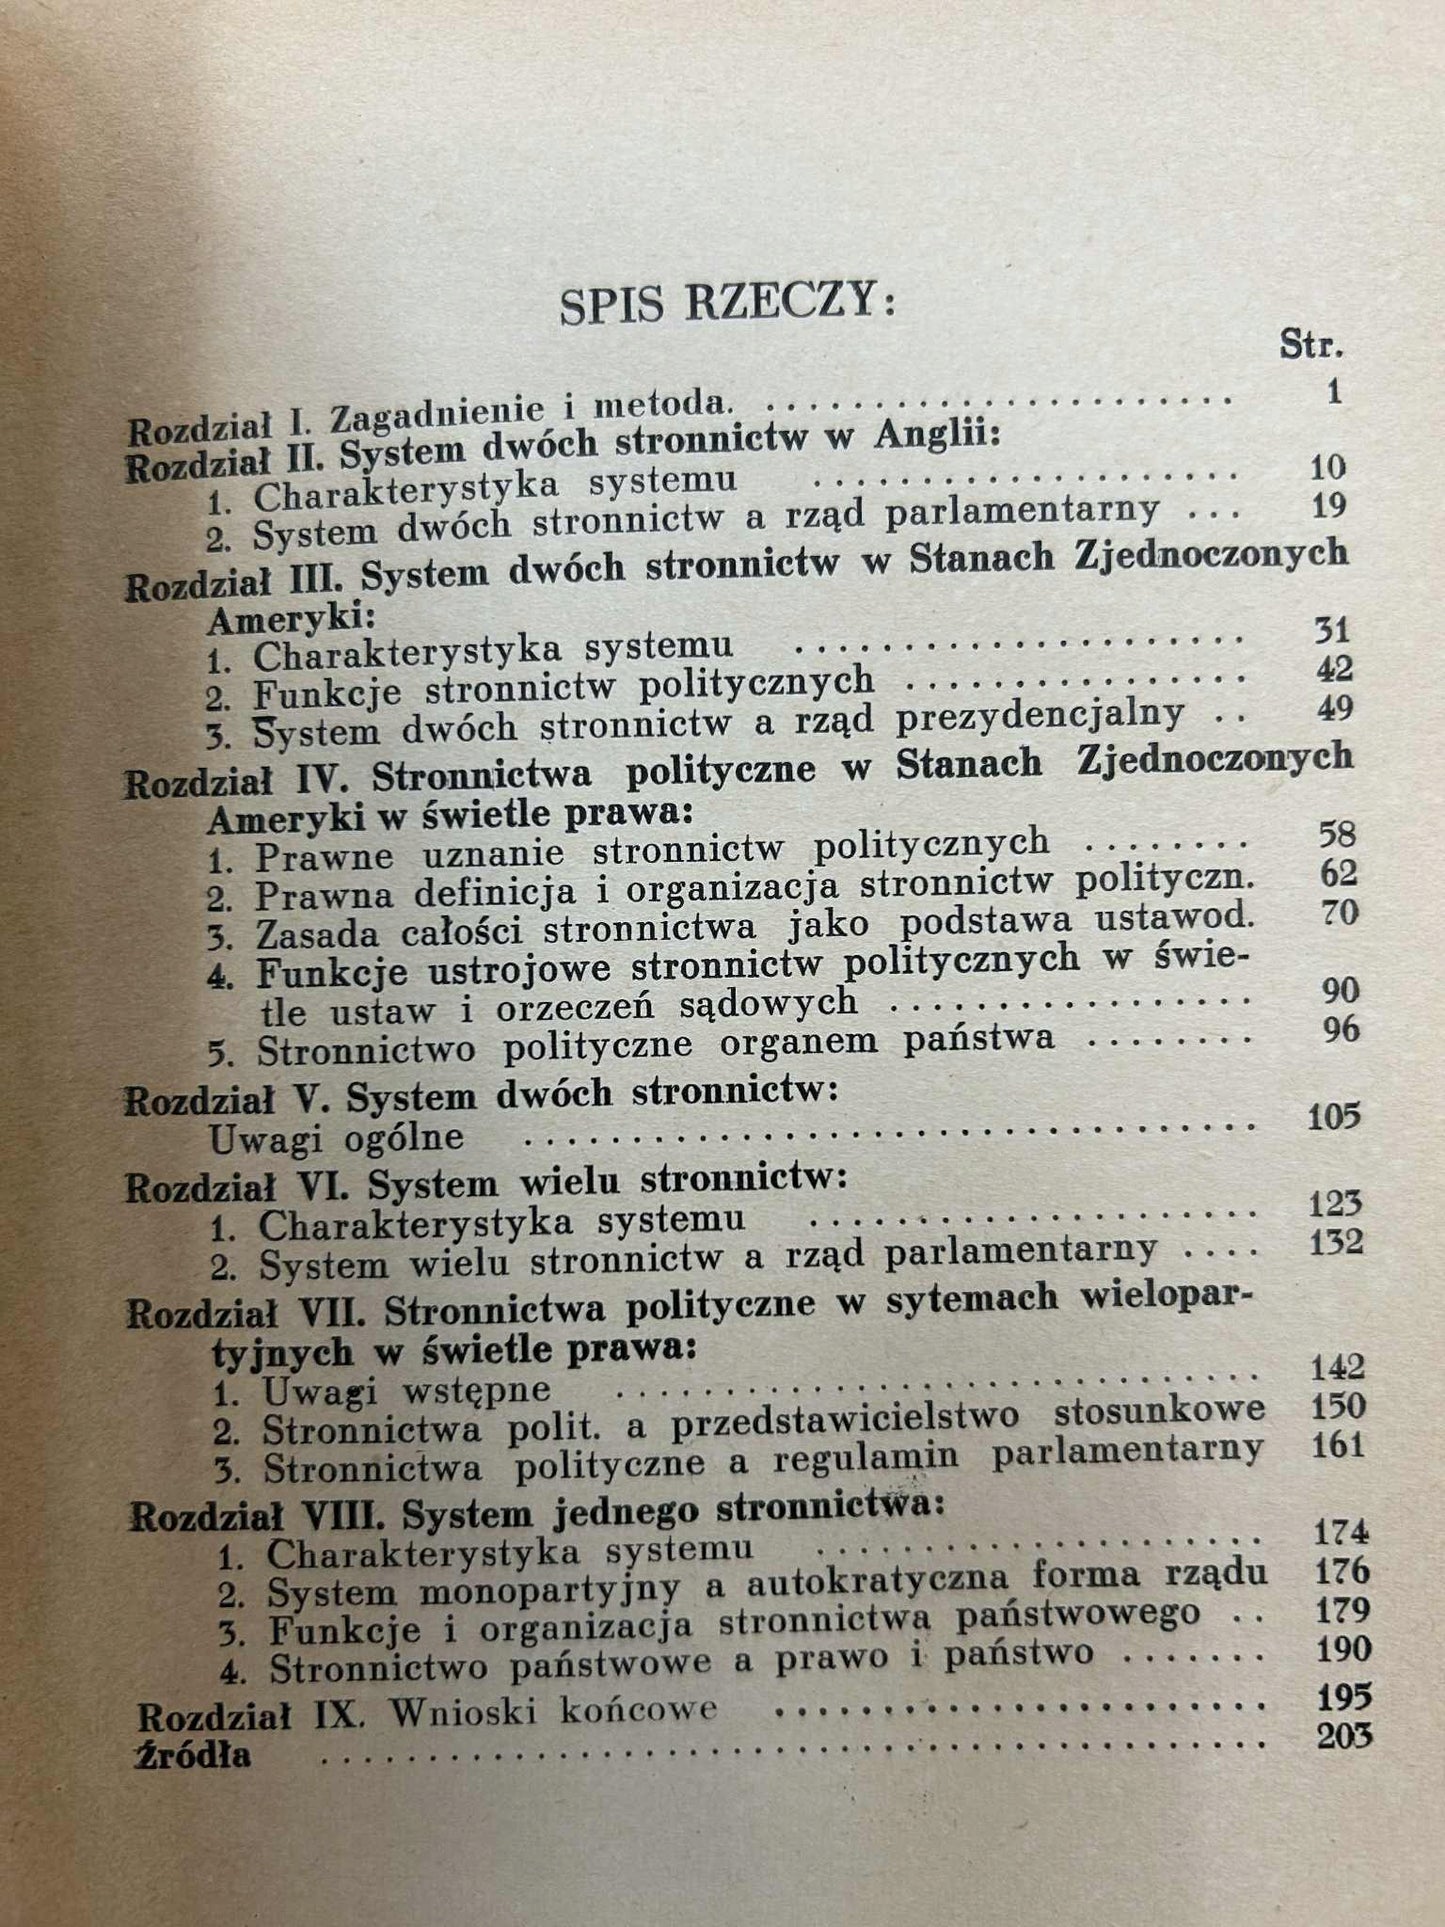 SPIS RZECZY:
Str.
Rozdział I. Zagadnienie i metoda. . . . . . . . . . . . . . . . . . . . . . . 1
Rozdział II. System dwóch stronnictw w Anglii:
1. Charakterystyka systemu . . . . . . . . . . . . . . . . . . . . 10
2. System dwóch stronnictw a rząd parlamentarny . . . 19
Rozdział III. System dwóch stronnictw w Stanach Zjednoczonych
Ameryki:
1. Charakterystyka systemu . . . . . . . . . . . . . . . . . . . . . 31
2. Funkcje stronnictw politycznych . . . . . . . . . . . . . . . . 42
3. System dwóch stronnictw a rząd prezydencjalny . . 49
Rozdział IV. Stronnictwa polityczne w Stanach Zjednoczonych
Ameryki w świetle prawa:
1. Prawne uznanie stronnictw politycznych . . . . . . . . 58
2. Prawna definicja i organizacja stronnictw polityczn. 62
3. Zasada całości stronnictwa jako podstawa ustawod. 70
4. Funkcje ustrojowe stronnictw politycznych w świe-
tle ustaw i orzeczeń sądowych . . . . . . . . . . . . . . . . . 90
5. Stronnictwo polityczne organem państwa . . . . . . . . 96
Rozdział V. System dwóch stronnictw:
Uwagi ogólne . . . . . . . . . . . . . . . . . . . . . . . . . . . . . . . . . . 105
Rozdział VI. System wielu stronnictw:
1. Charakterystyka systemu . . . . . . . . . . . . . . . . . . . . . 123
2. System wielu stronnictw a rząd parlamentarny . . . . 132
Rozdział VII. Stronnictwa polityczne w sytemach wielopar-
tyjnych w świetle prawa:
1. Uwagi wstępne . . . . . . . . . . . . . . . . . . . . . . . . . . . . . . 142
2. Stronnictwa polit. a przedstawicielstwo stosunkowe 150
3. Stronnictwa polityczne a regulamin parlamentarny 161
Rozdział VIII. System jednego stronnictwa:
1. Charakterystyka systemu . . . . . . . . . . . . . . . . . . . . . 174
2. System monopartyjny a autokratyczna forma rządu 176
3. Funkcje i organizacja stronnictwa państwowego . . 179
4. Stronnictwo państwowe a prawo i państwo . . . . . . . 190
Rozdział IX. Wnioski końcowe . . . . . . . . . . . . . . . . . . . . . . . . 195
Źródła . . . . . . . . . . . . . . . . . . . . . . . . . . . . . . . . . . . . . . . . . . . 203